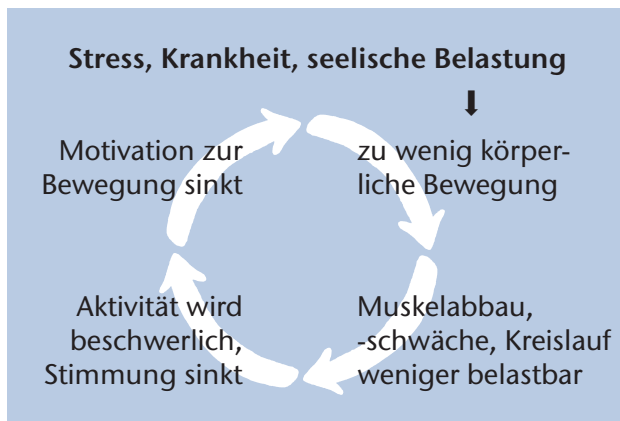 Stress, Krankheit, seelische Belastung
zu wenig körper-
liche Bewegung
Muskelabbau,
-schwäche, Kreislauf
weniger belastbar
Aktivität wird
beschwerlich,
Stimmung sinkt
Motivation zur
Bewegung sinkt